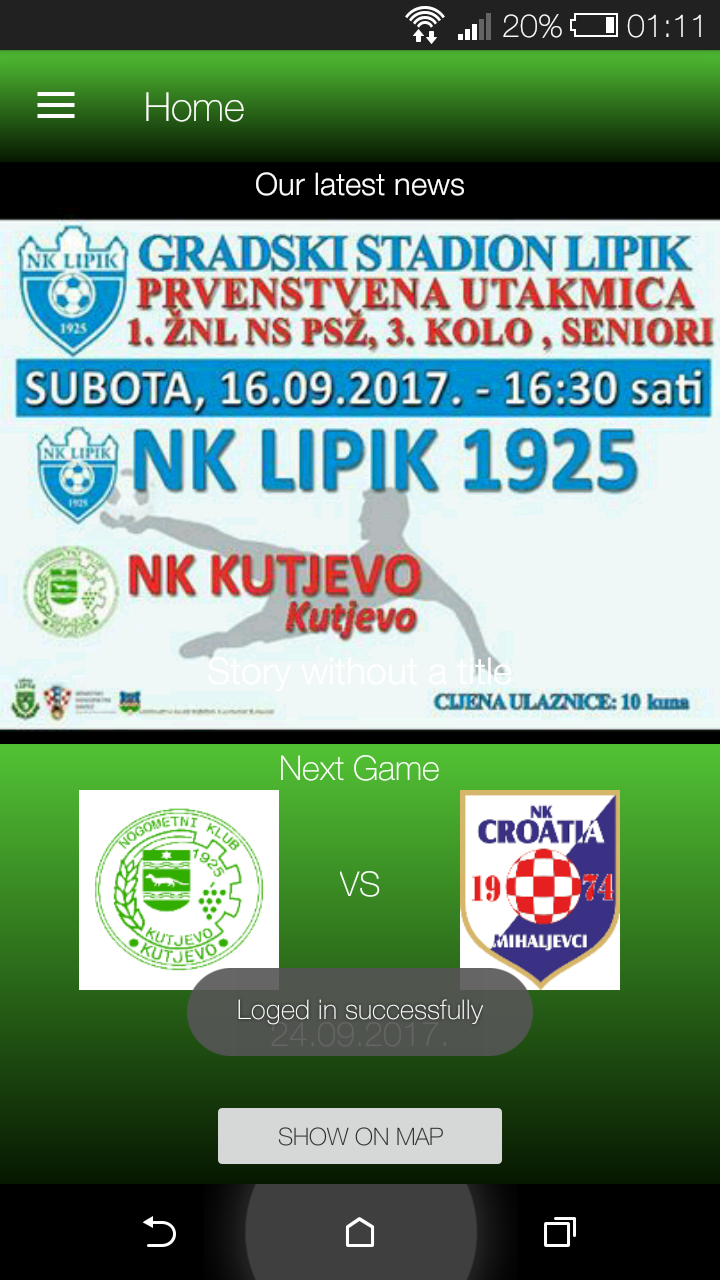 20% 01:11
Home
Our latest news
NK LIPIK
1925
GRADSKI STADION LIPIK
PRVENSTVENA UTAKMICA
1. ŽNL NS PSŽ, 3. KOLO , SENIORI
SUBOTA, 16.09.2017. - 16:30 sati
NK LIPIK
1925
NK LIPIK 1925
NK KUTJEVO
Kutjevo
Story without a title
CIJENA ULAZNICE: 10 kuna
Next Game
NOGOMETNI KLUB
1925
KUTJEVO
KUTJEVO
VS
NK
CROATIA
1974
MIHALJEVCI
Loged in successfully
24.09.2017.
SHOW ON MAP